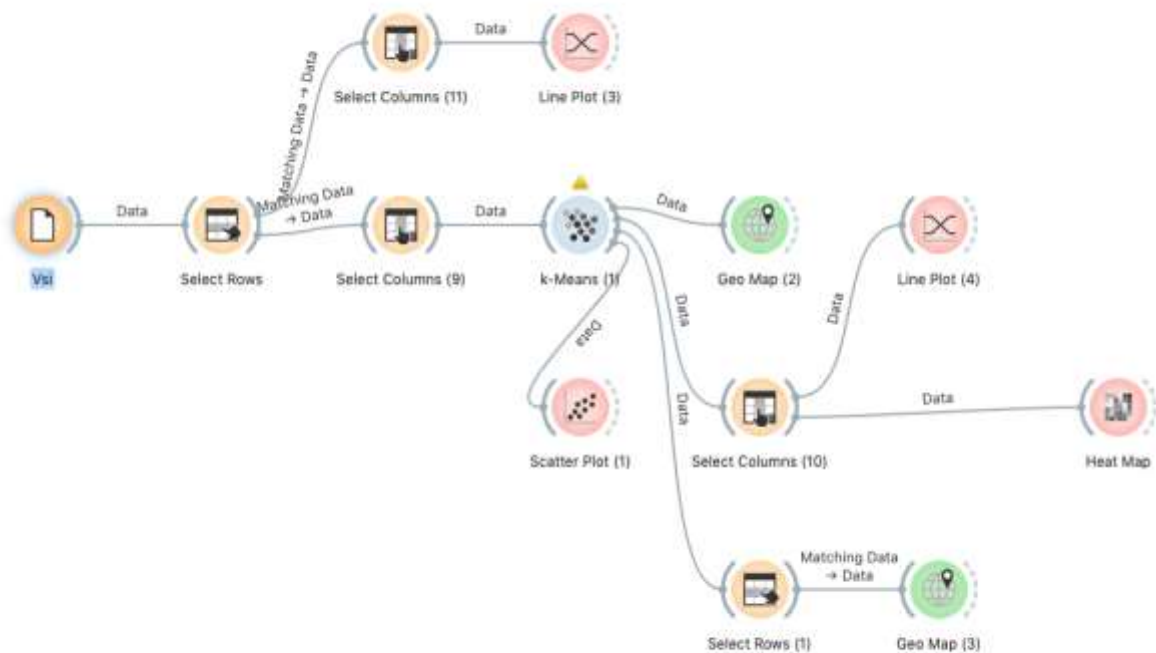 Data
Select Columns (11)
Line Plot (3)
Matching Data → Data
Data
Matching Data
→ Data
Data
Data
Vsi
Select Rows
Select Columns (9)
k-Means (1)
Geo Map (2)
Line Plot (4)
Data
Data
Data
Data
Data
Scatter Plot (1)
Select Columns (10)
Heat Map
Matching Data
→ Data
Select Rows (1)
Geo Map (3)